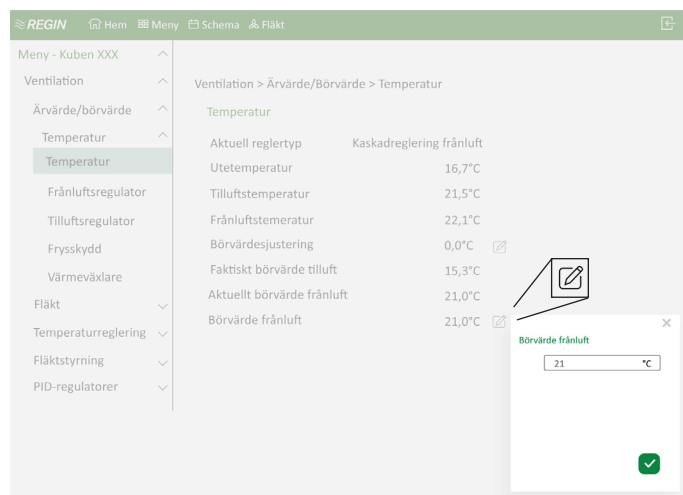 REGIN Hem Meny Schema Fläkt
Meny - Kuben XXX
Ventilation
Ärvärde/börvärde
Temperatur
Temperatur
Frånluftsregulator
Tilluftsregulator
Frysskydd
Värmeväxlare
Fläkt
Temperaturreglering
Fläktstyrning
PID-regulatorer
Ventilation > Ärvärde/Börvärde > Temperatur
Temperatur
Aktuell reglertyp Kaskadreglering frånluft
Utetemperatur 16,7°C
Tilluftstemperatur 21,5°C
Frånluftstemeratur 22,1°C
Börvärdesjustering 0,0°C
Faktiskt börvärde tilluft 15,3°C
Aktuellt börvärde frånluft 21,0°C
Börvärde frånluft 21,0°C
Börvärde frånluft
21 °C